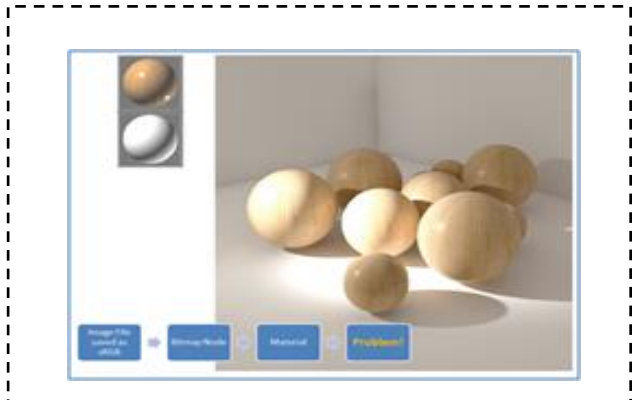 Image File
saved as
sRGB
Bitmap Node
Material
Problem!